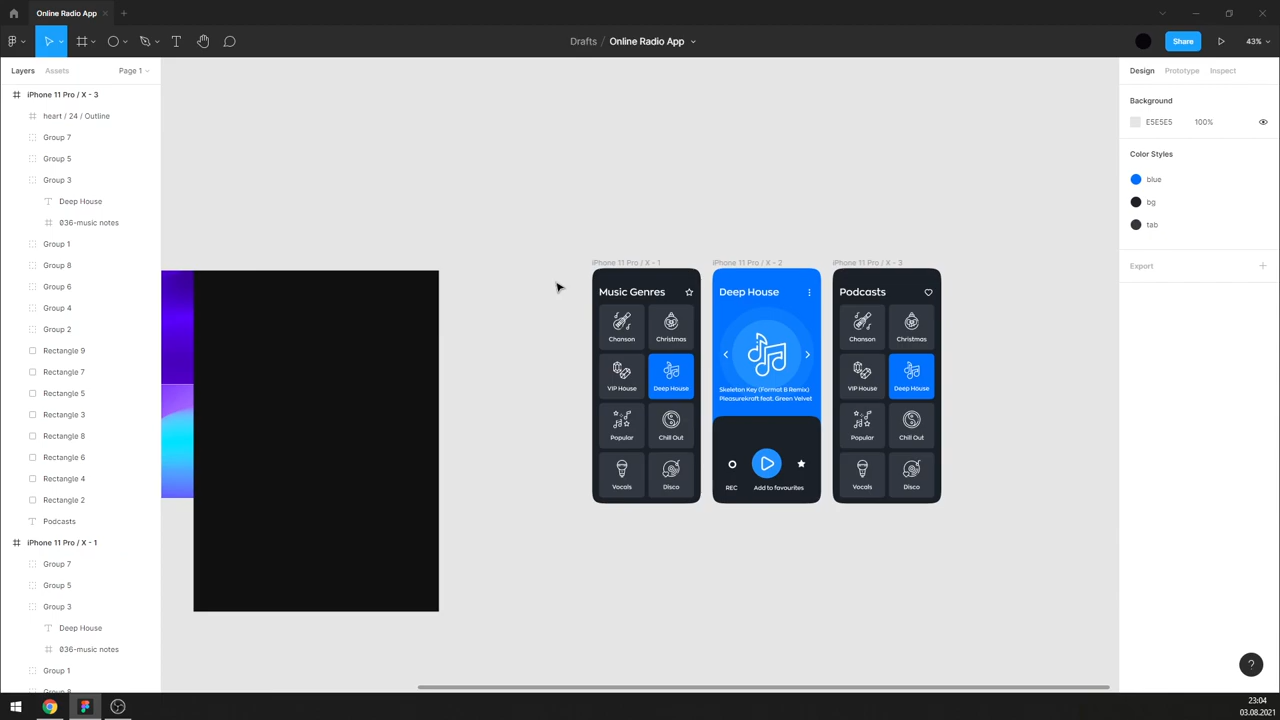 Online Radio App
Drafts / Online Radio App
Share
43%
Layers
Assets
Page 1
iPhone 11 Pro / X - 3
heart / 24 / Outline
Group 7
Group 5
Group 3
Deep House
036-music notes
Group 1
Group 8
Group 6
Group 4
Group 2
Rectangle 9
Rectangle 7
Rectangle 5
Rectangle 3
Rectangle 8
Rectangle 6
Rectangle 4
Rectangle 2
Podcasts
iPhone 11 Pro / X - 1
Group 7
Group 5
Group 3
Deep House
036-music notes
Group 1
Group 8
iPhone 11 Pro / X - 1
Music Genres
Chanson
Christmas
VIP House
Deep House
Popular
Chill Out
Vocals
Disco
iPhone 11 Pro / X - 2
Deep House
Skeleton Key (Format B Remix)
Pleasurekraft feat. Green Velvet
REC
Add to favourites
iPhone 11 Pro / X - 3
Podcasts
Chanson
Christmas
VIP House
Deep House
Popular
Chill Out
Vocals
Disco
Design
Prototype
Inspect
Background
E5E5E5
100%
Color Styles
blue
bg
tab
Export
?
23:04
03.08.2021